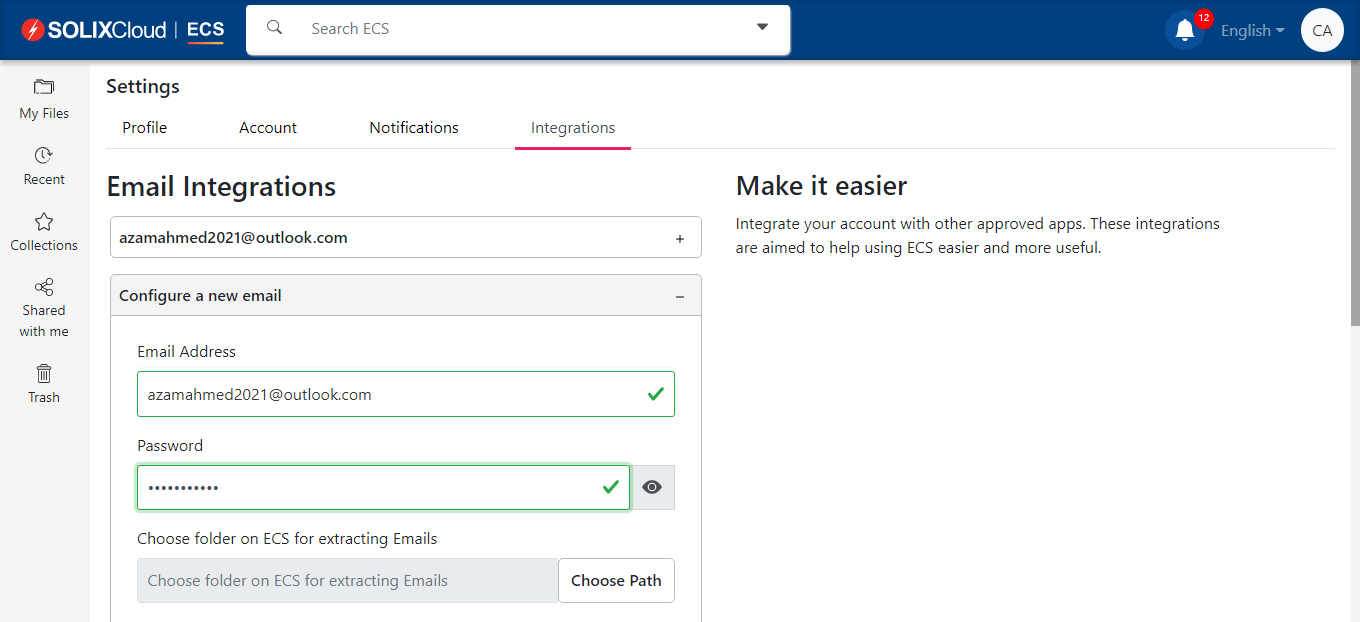 SOLIXCloud | ECS
Search ECS
12
English
CA
My Files
Recent
Collections
Shared
with me
Trash
Settings
Profile
Account
Notifications
Integrations
Email Integrations
azamahmed2021@outlook.com
+
Configure a new email
–
Email Address
azamahmed2021@outlook.com
Password
•••••••••••
Choose folder on ECS for extracting Emails
Choose folder on ECS for extracting Emails
Choose Path
Make it easier
Integrate your account with other approved apps. These integrations
are aimed to help using ECS easier and more useful.